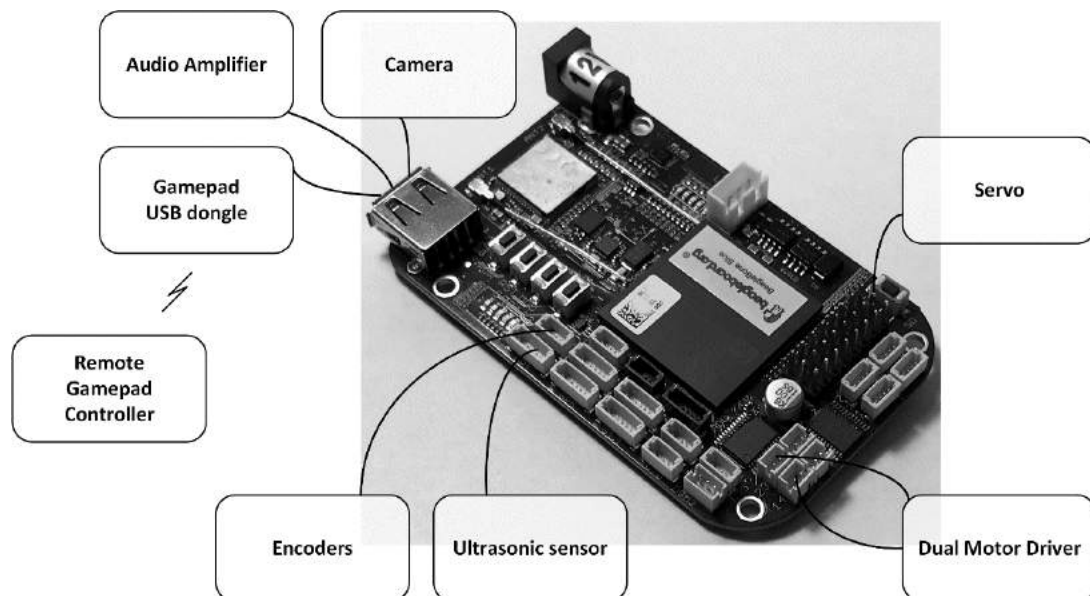 Audio Amplifier
Camera
12
Gamepad
USB dongle
Servo
beagleboard.org
BeagleBone Blue
Remote
Gamepad
Controller
Encoders
Ultrasonic sensor
Dual Motor Driver